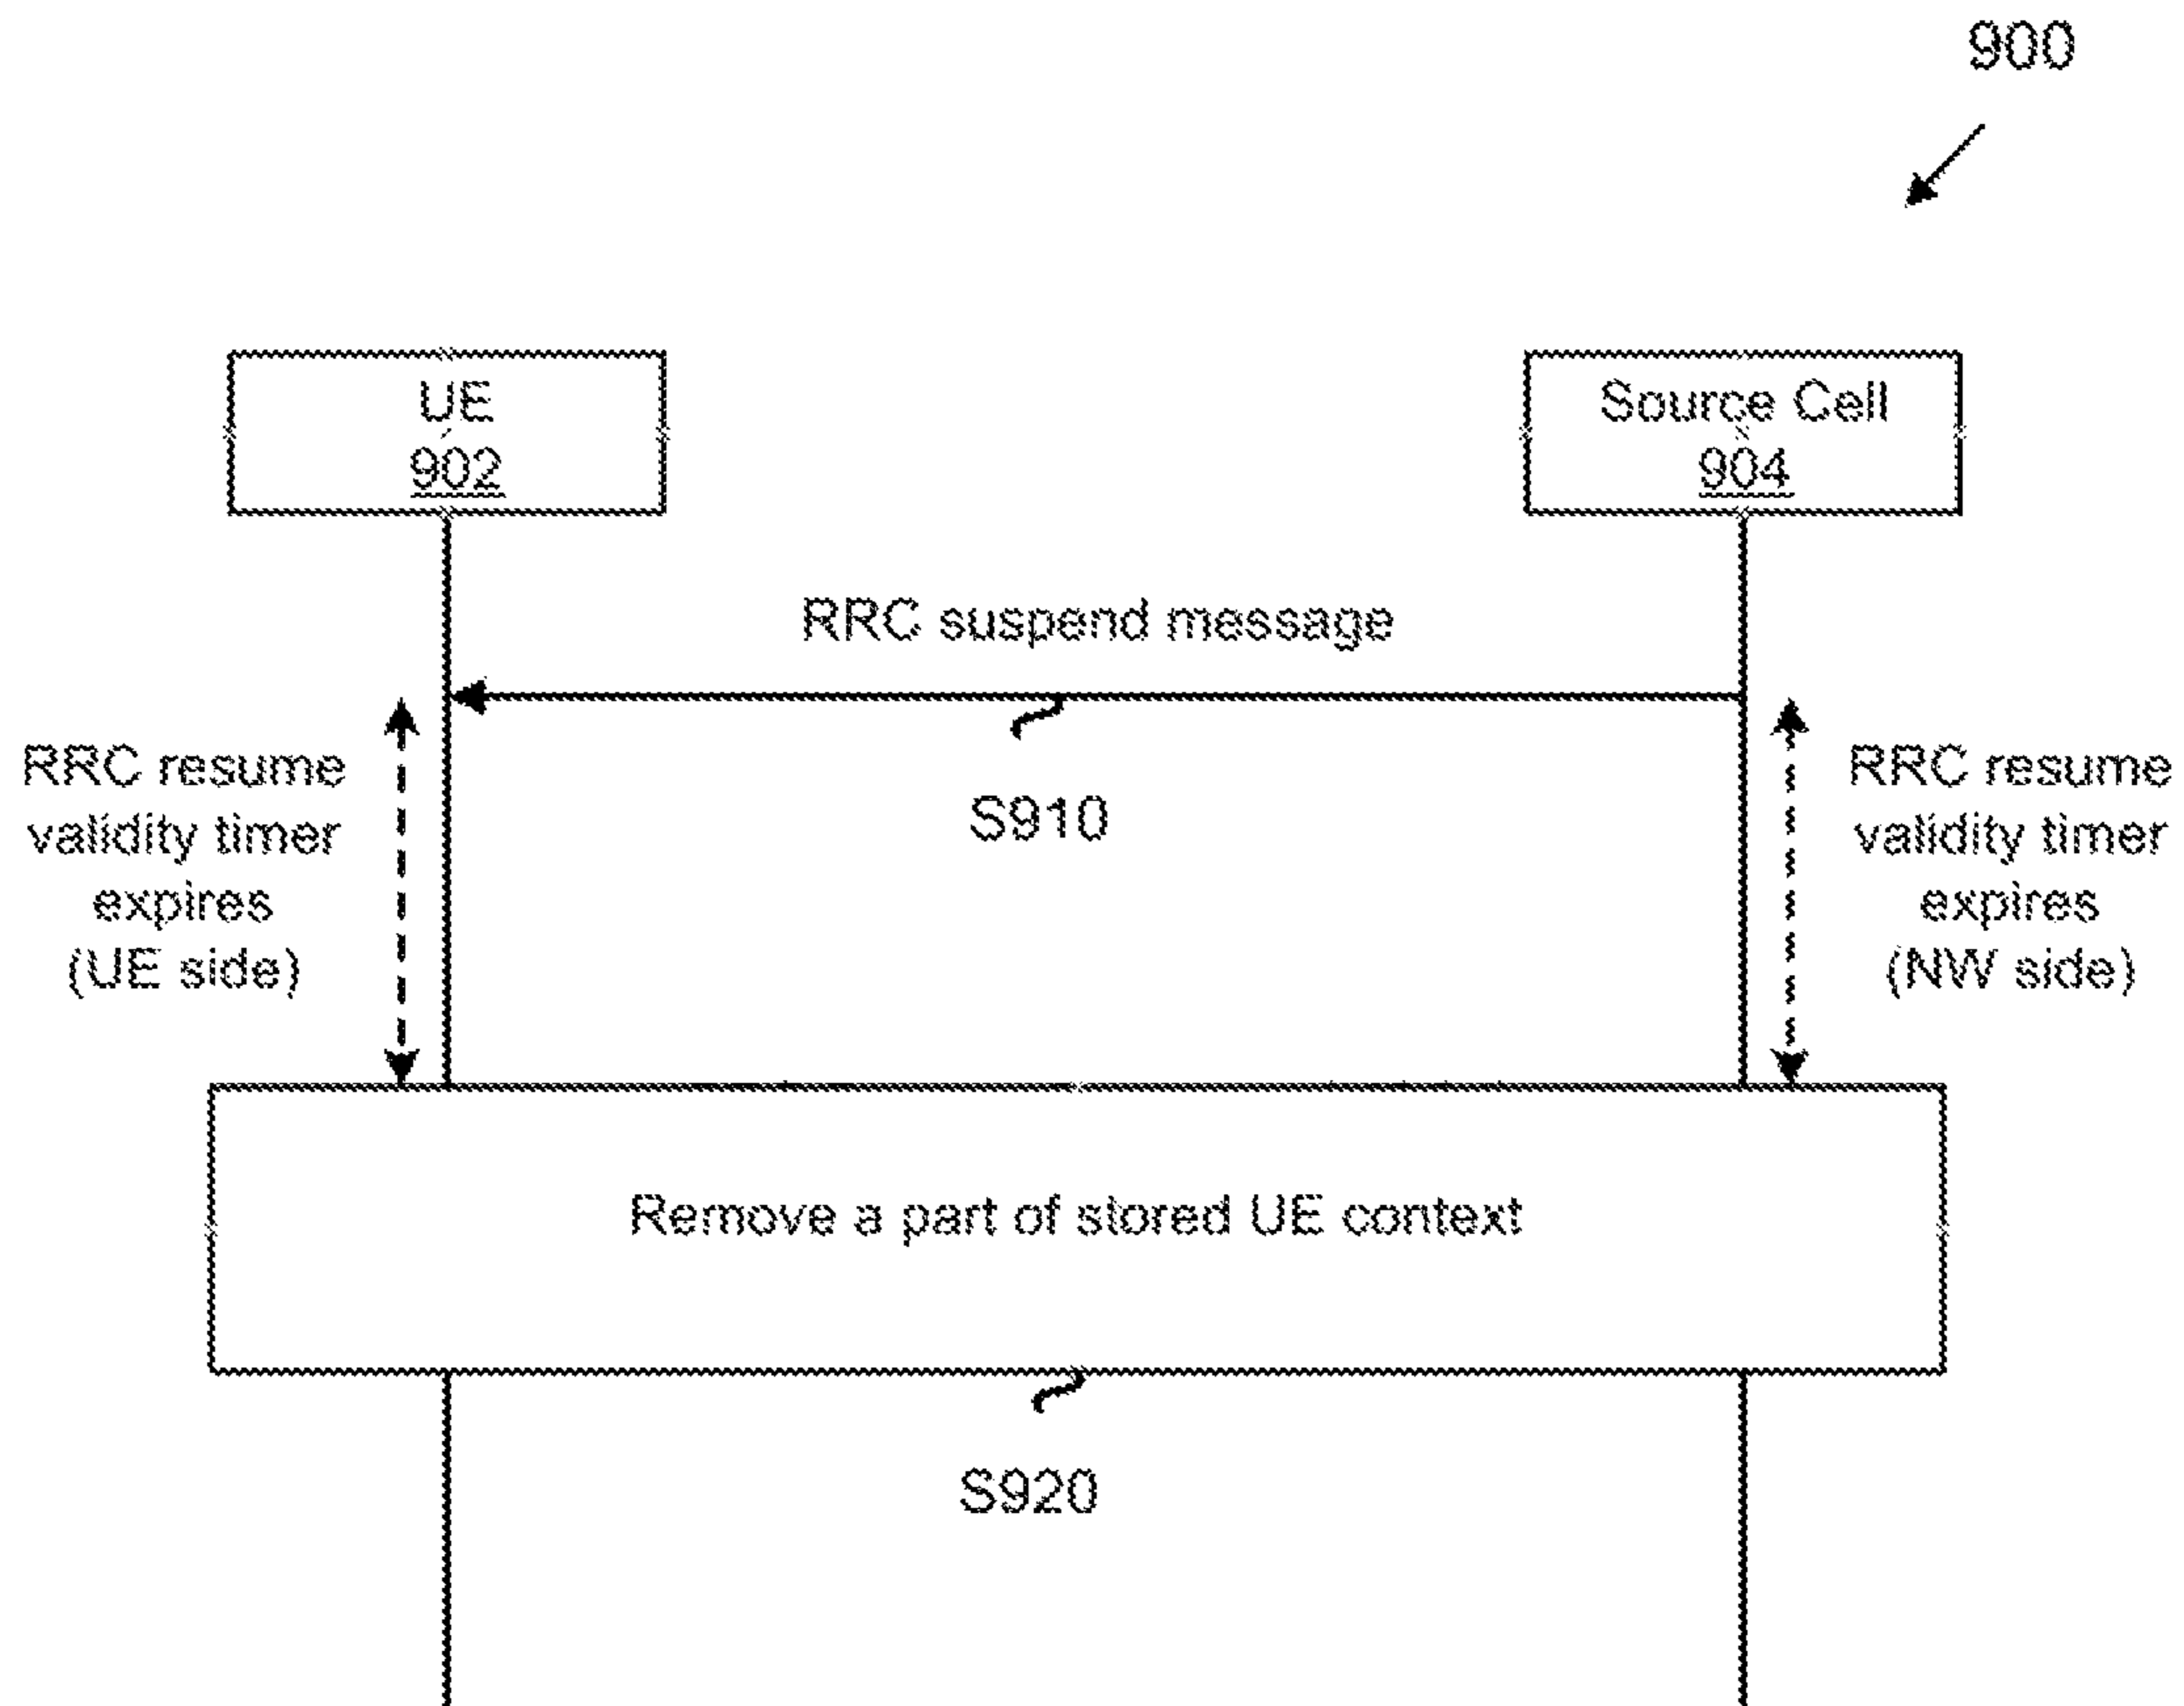 900
UE
902
Source Cell
904
RRC suspend message
S910
RRC resume
validity timer
expires
(UE side)
RRC resume
validity timer
expires
(NW side)
Remove a part of stored UE context
S920